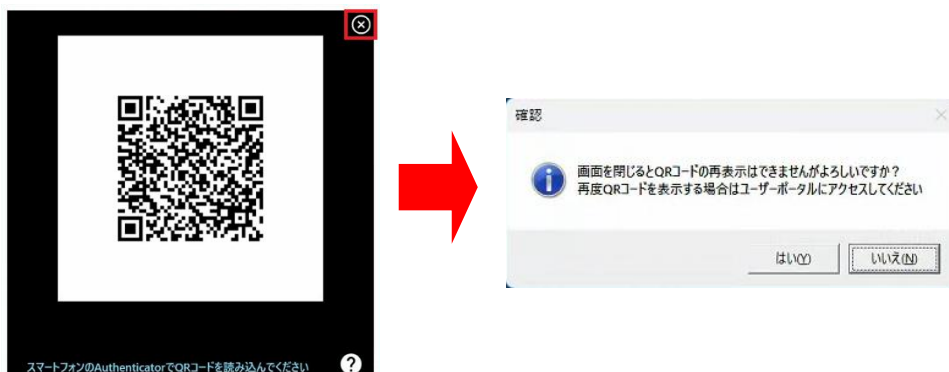 スマートフォンのAuthenticatorでQRコードを読み込んでください
?
確認
画面を閉じるとQRコードの再表示はできませんがよろしいですか?
再度QRコードを表示する場合はユーザーポータルにアクセスしてください
はい(Y)
いいえ(N)